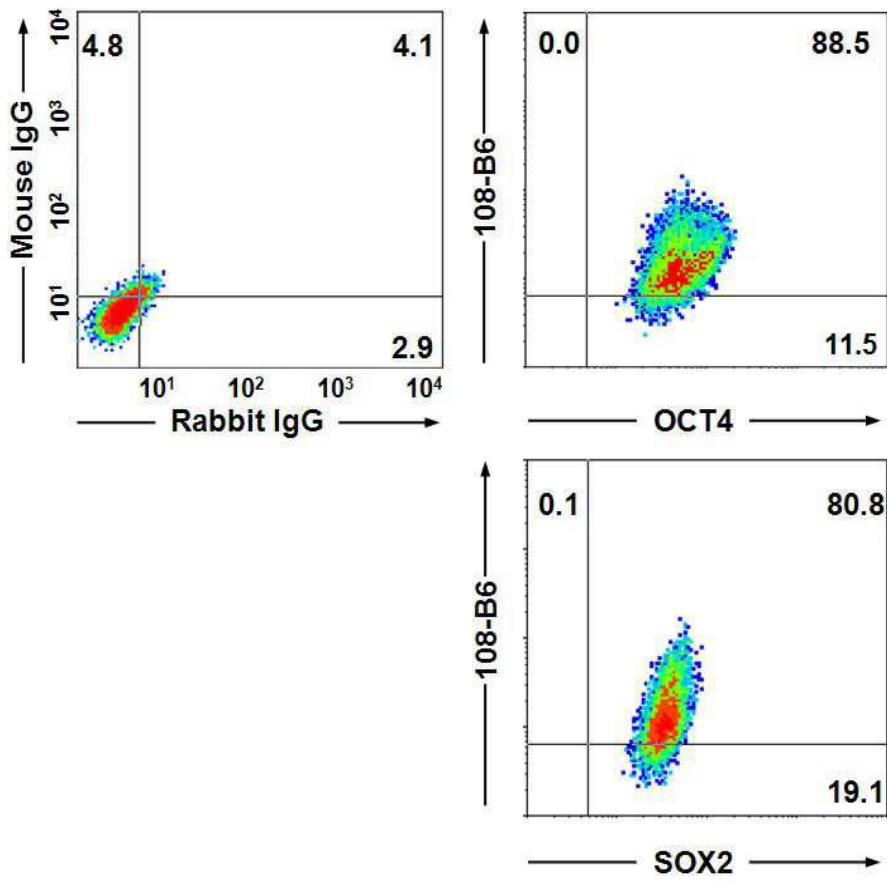 Mouse IgG
10⁴
10³
10²
10¹
4.8
4.1
2.9
10¹
10²
10³
10⁴
Rabbit IgG
108-B6
0.0
88.5
11.5
OCT4
108-B6
0.1
80.8
19.1
SOX2